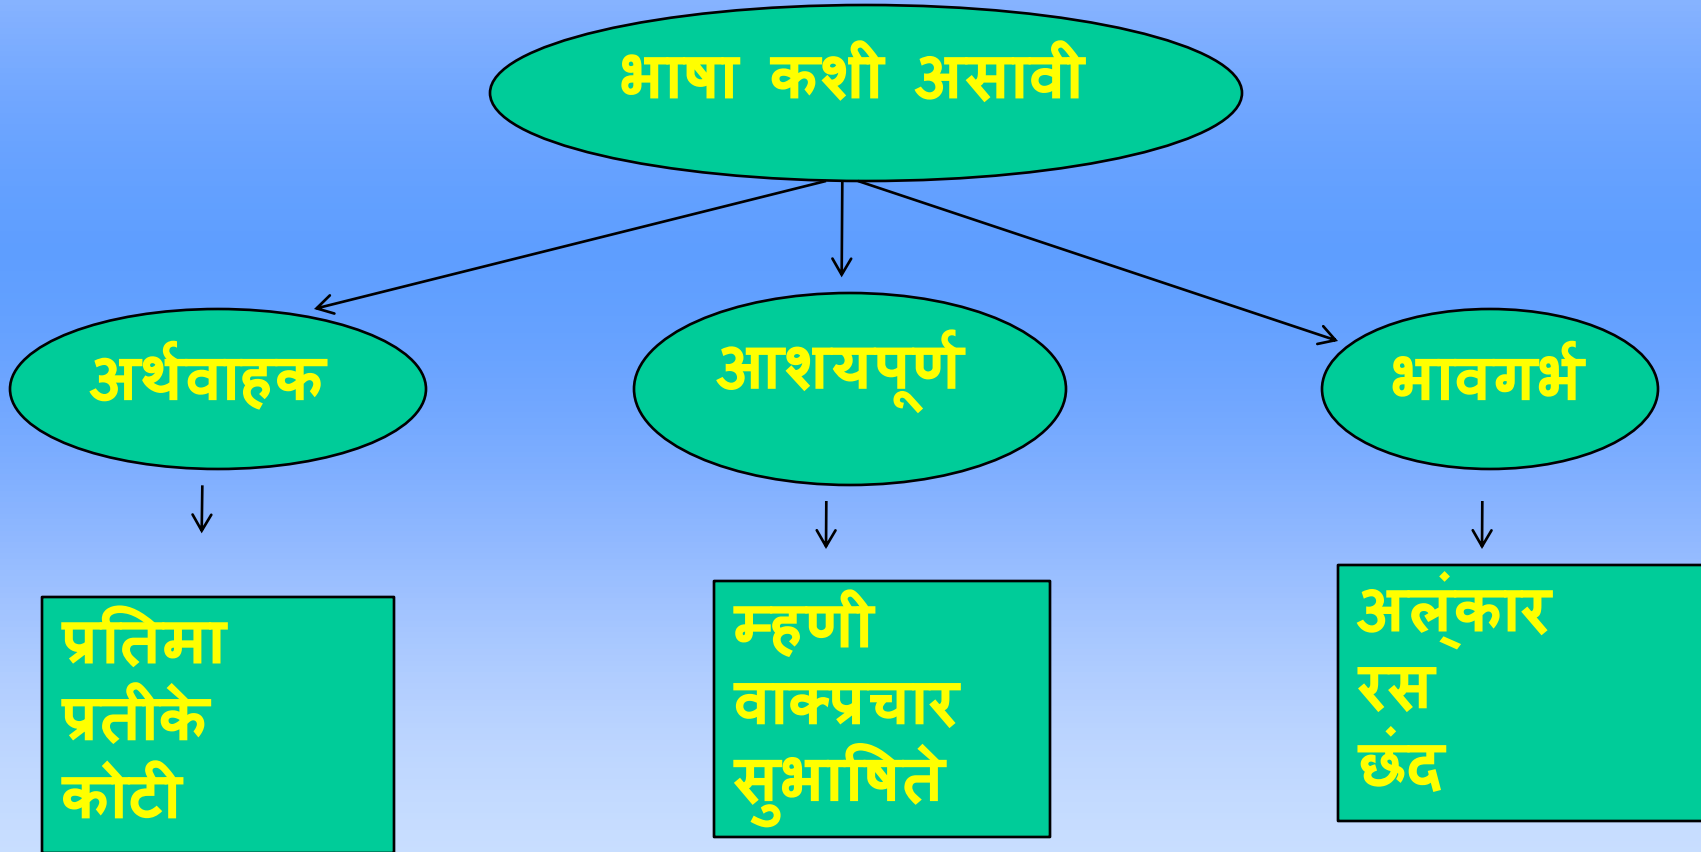 भाषा कशी असावी
अर्थवाहक
आशयपूर्ण
भावगर्भ
प्रतिमा
प्रतीके
कोटी
म्हणी
वाक्प्रचार
सुभाषिते
अल्ंकार
रस
छंद